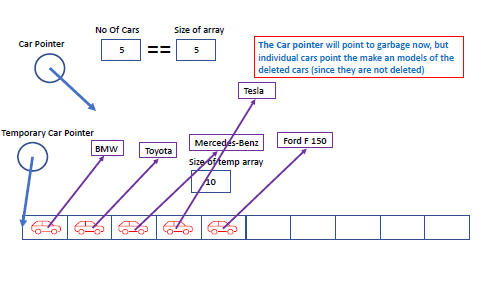 No Of Cars
Size of array
Car Pointer
5
==
5
The Car pointer will point to garbage now, but
individual cars point the make an models of the
deleted cars (since they are not deleted)
Tesla
Temporary Car Pointer
BMW
Toyota
Mercedes-Benz
Ford F 150
Size of temp array
10